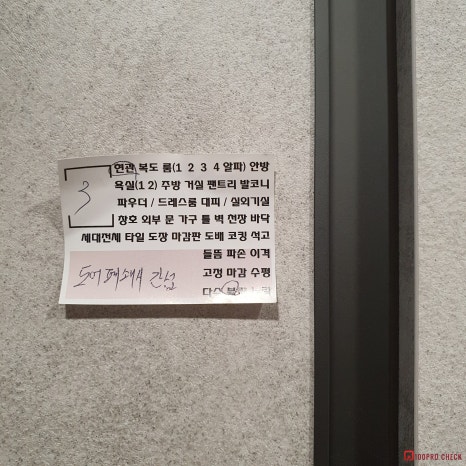 3
현관 복도 룸(1 2 3 4 알파) 안방
욕실(1 2) 주방 거실 팬트리 발코니
파우더 / 드레스룸 대피 / 실외기실
창호 외부 문 가구 틀 벽 천장 바닥
세대전체 타일 도장 마감판 도배 코킹 석고
들뜸 파손 이격
고정 마감 수평
도어 폐쇄시 간섭
100PRO CHECK